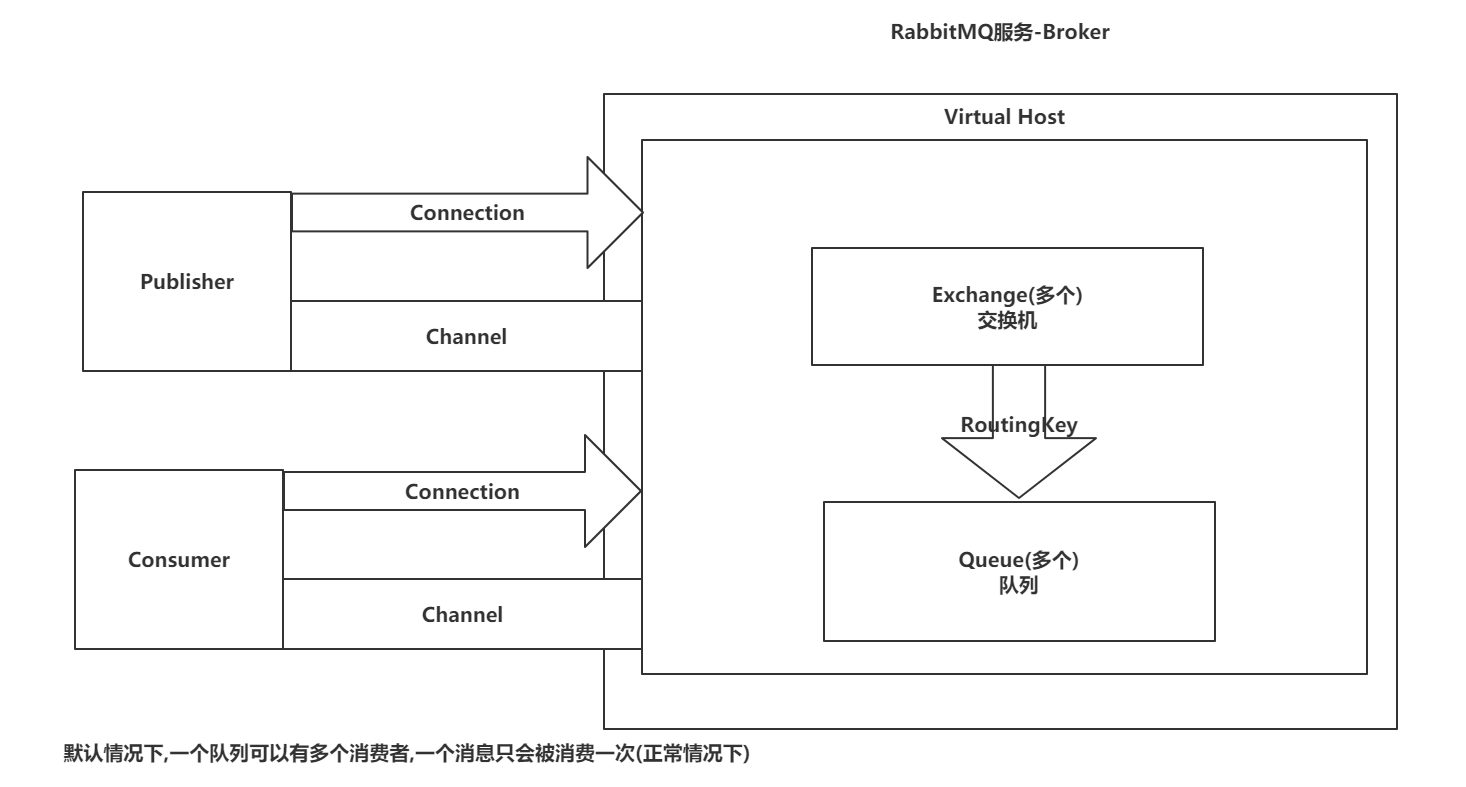 RabbitMQ服务-Broker
Virtual Host
Connection
Publisher
Exchange(多个)
交换机
Channel
RoutingKey
Connection
Consumer
Queue(多个)
队列
Channel
默认情况下,一个队列可以有多个消费者,一个消息只会被消费一次(正常情况下)